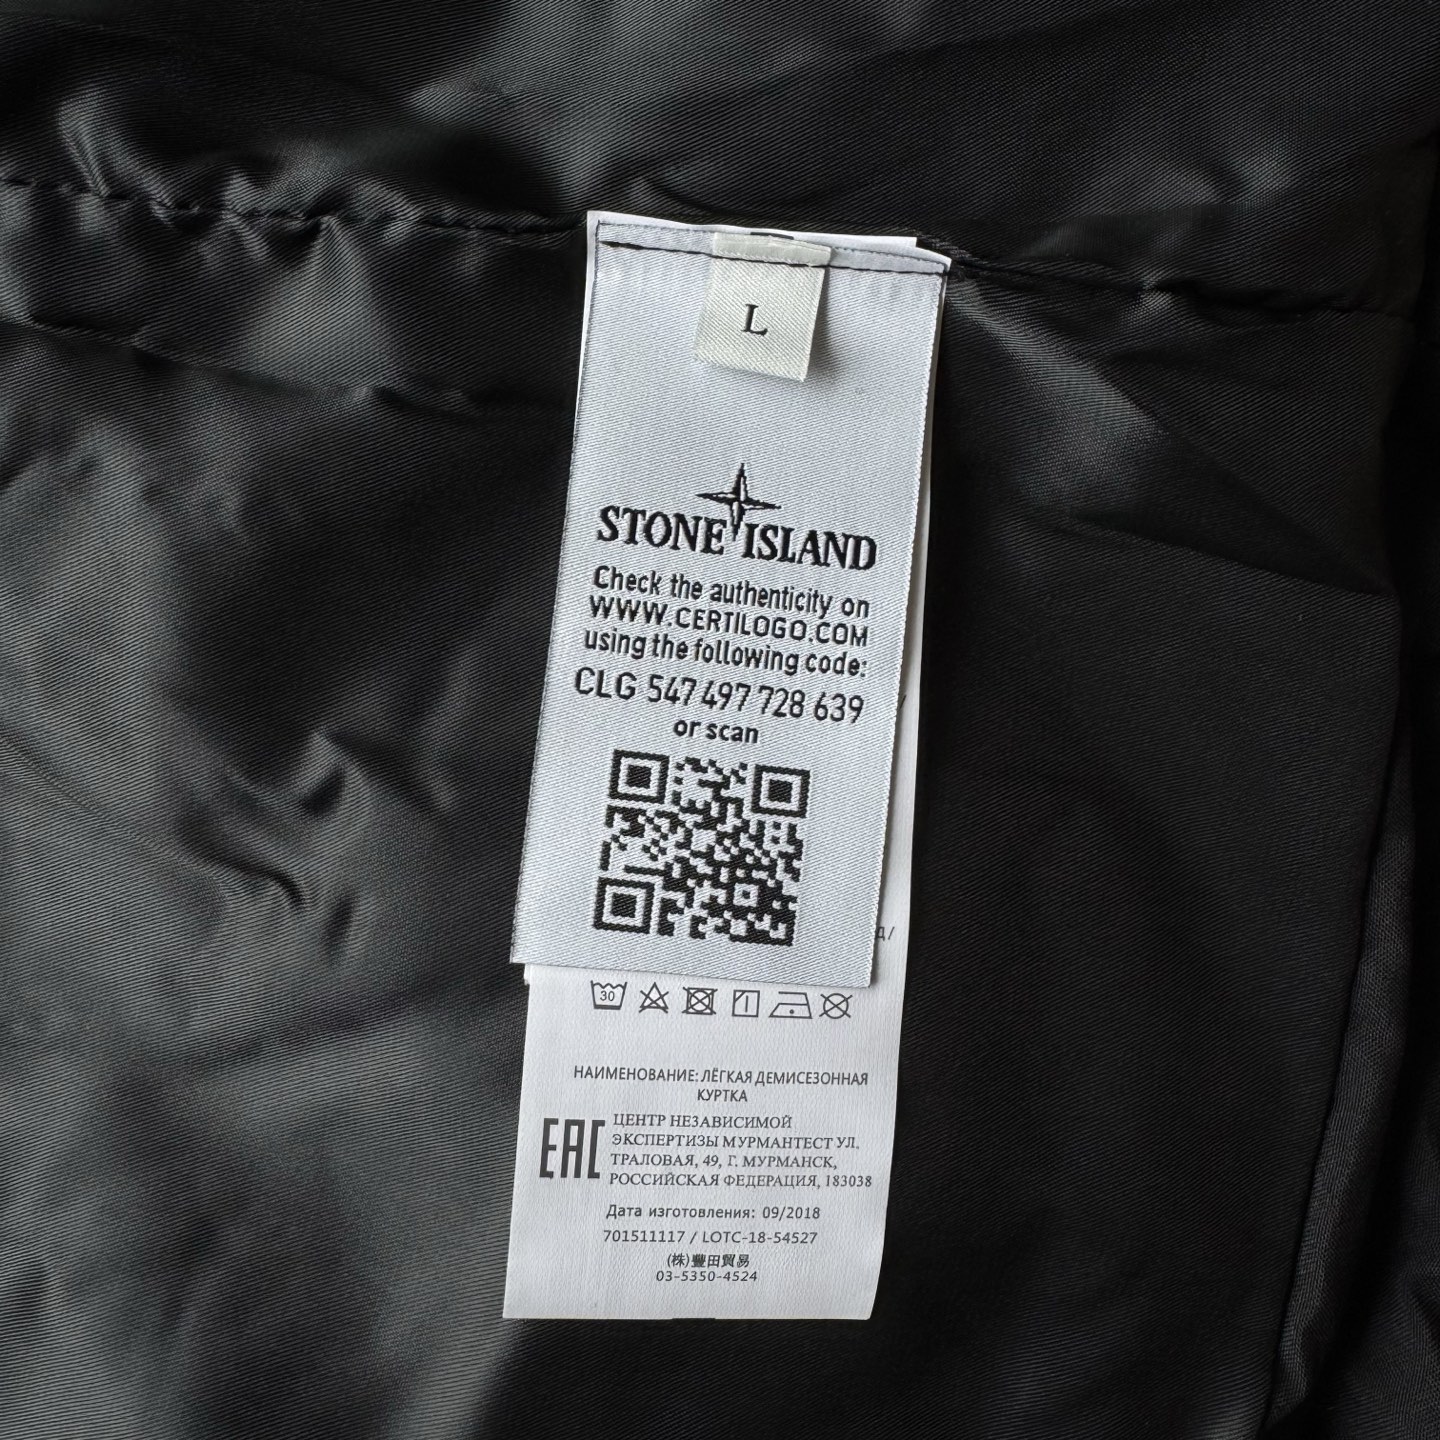 L
STONE ISLAND
Check the authenticity on
WWW.CERTILOGO.COM
using the following code:
CLG 547 497 728 639
or scan
Д/
30
НАИМЕНОВАНИЕ: ЛЁГКАЯ ДЕМИСЕЗОННАЯ
КУРТКА
EAC
ЦЕНТР НЕЗАВИСИМОЙ
ЭКСПЕРТИЗЫ МУРМАНТЕСТ УЛ.
ТРАЛОВАЯ, 49, Г. МУРМАНСК,
РОССИЙСКАЯ ФЕДЕРАЦИЯ, 183038
Дата изготовления: 09/2018
701511117 / LOTC-18-54527
(株)豐田貿易
03-5350-4524